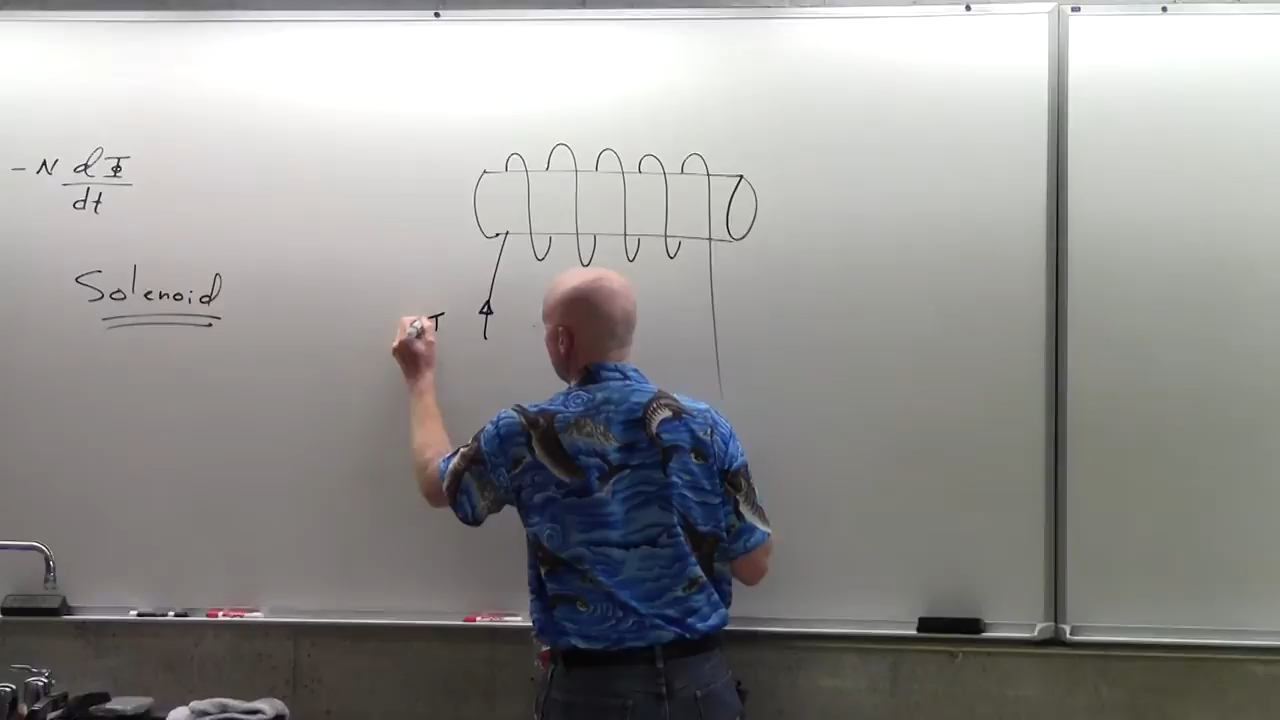 - N dΦ
dt
Solenoid